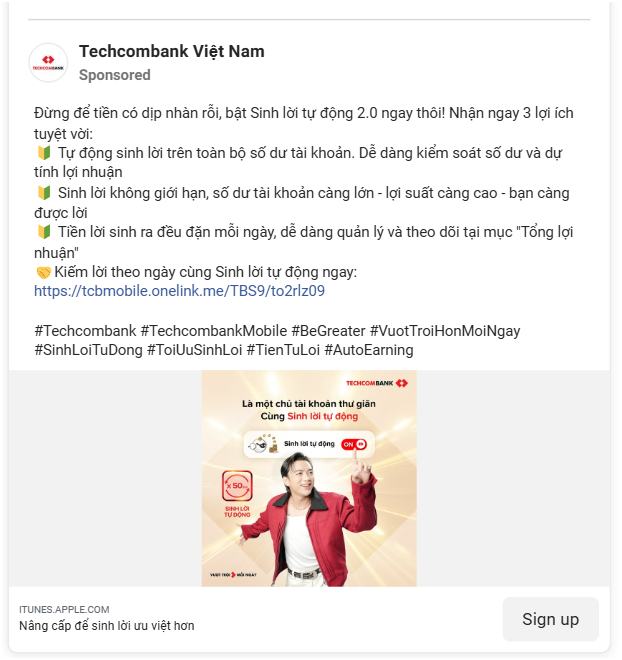 Techcombank Việt Nam
Sponsored
TECHCOMBANK
Đừng để tiền có dịp nhàn rỗi, bật Sinh lời tự động 2.0 ngay thôi! Nhận ngay 3 lợi ích
tuyệt vời:
🔰 Tự động sinh lời trên toàn bộ số dư tài khoản. Dễ dàng kiểm soát số dư và dự
tính lợi nhuận
🔰 Sinh lời không giới hạn, số dư tài khoản càng lớn - lợi suất càng cao - bạn càng
được lời
🔰 Tiền lời sinh ra đều đặn mỗi ngày, dễ dàng quản lý và theo dõi tại mục "Tổng lợi
nhuận"
🤝Kiếm lời theo ngày cùng Sinh lời tự động ngay:
https://tcbmobile.onelink.me/TBS9/to2rlz09
#Techcombank #TechcombankMobile #BeGreater #VuotTroiHonMoiNgay
#SinhLoiTuDong #ToiUuSinhLoi #TienTuLoi #AutoEarning
TECHCOMBANK
Là một chủ tài khoản thư giãn
Cùng Sinh lời tự động
Sinh lời tự động ON
X 50
SINH LỜI
TỰ ĐỘNG
VƯỢT TRỘI MỖI NGÀY
ITUNES.APPLE.COM
Nâng cấp để sinh lời ưu việt hơn
Sign up